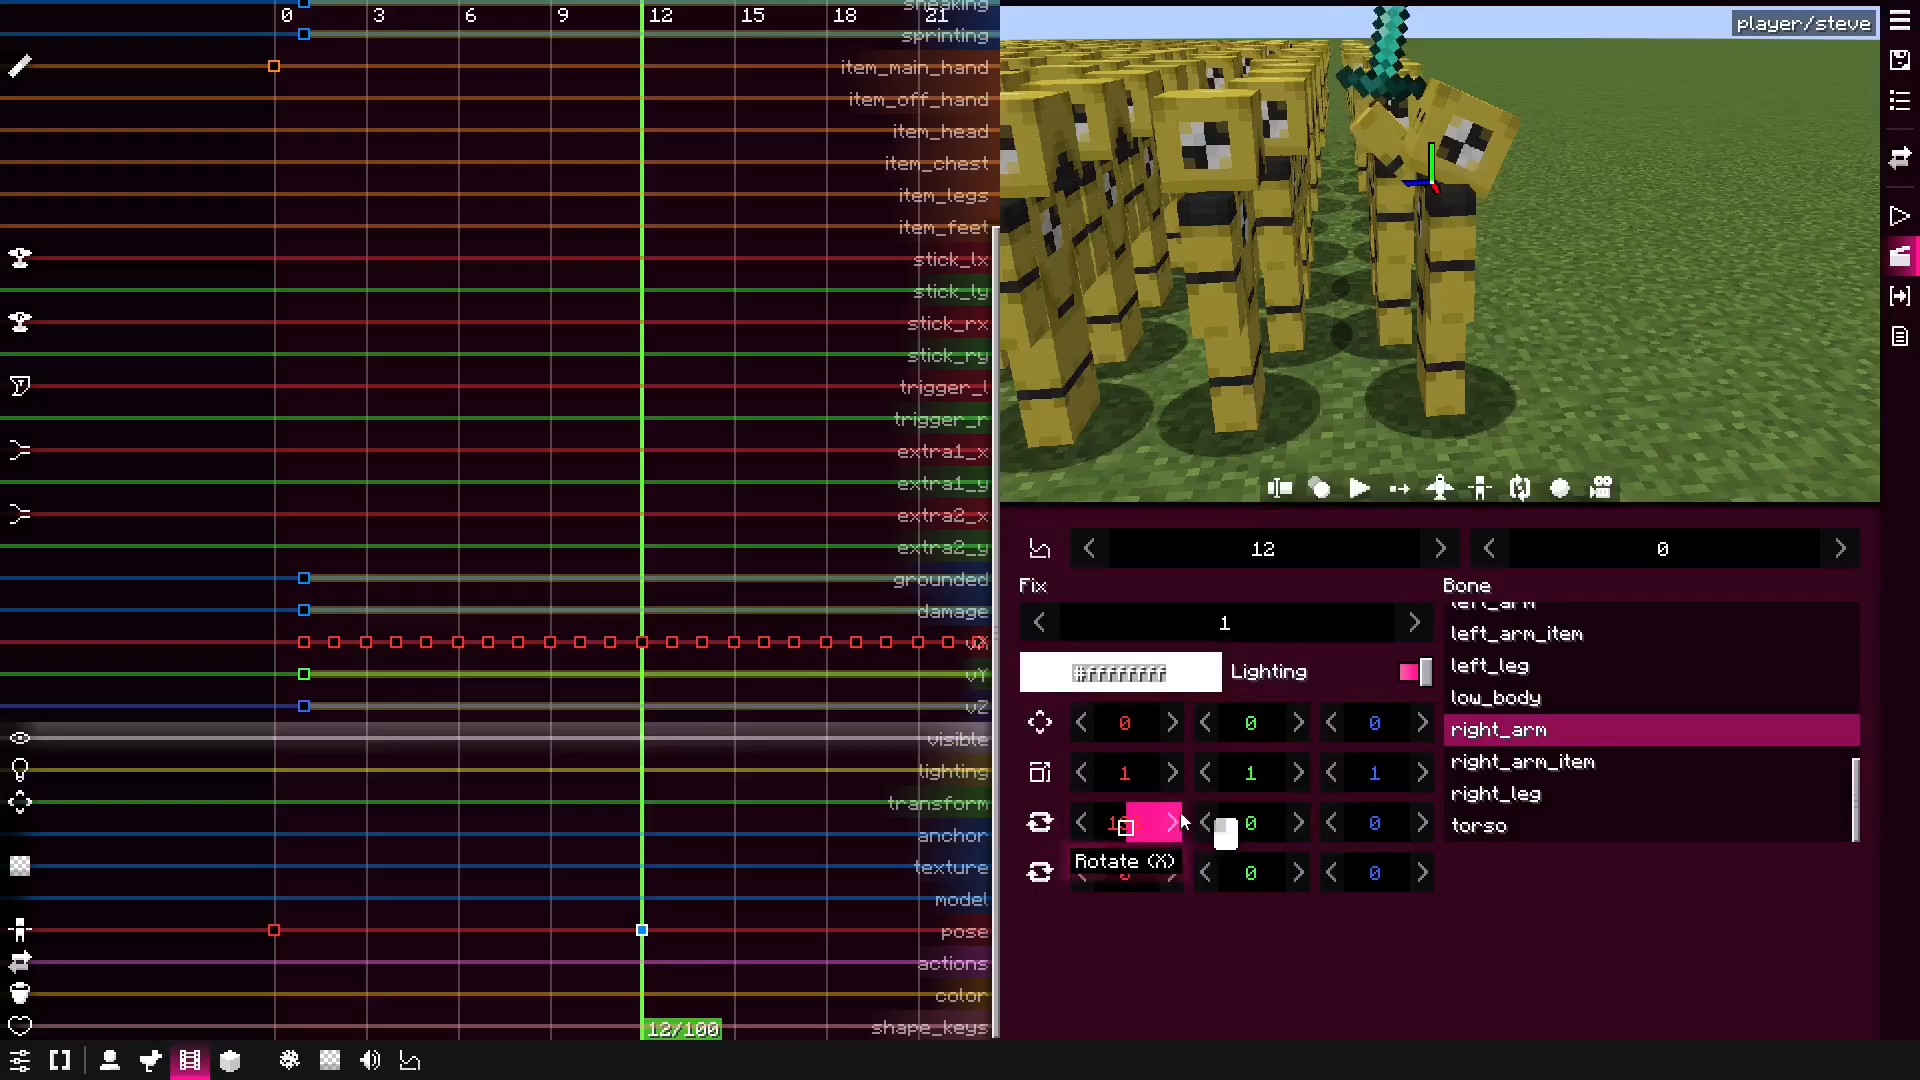 0 3 6 9 12 15 18 21
sneaking
sprinting
item_main_hand
item_off_hand
item_head
item_chest
item_legs
item_feet
stick_lx
stick_ly
stick_rx
stick_ry
trigger_l
trigger_r
extra1_x
extra1_y
extra2_x
extra2_y
grounded
damage
vX
vY
vZ
visible
lighting
transform
anchor
texture
model
pose
actions
color
shape_keys
12/100
player/steve
12 0
Fix
1
#ffffffff Lighting
0 0 0
1 1 1
0 0
Rotate (X)
0 0 0
Bone
left_arm
left_arm_item
left_leg
low_body
right_arm
right_arm_item
right_leg
torso